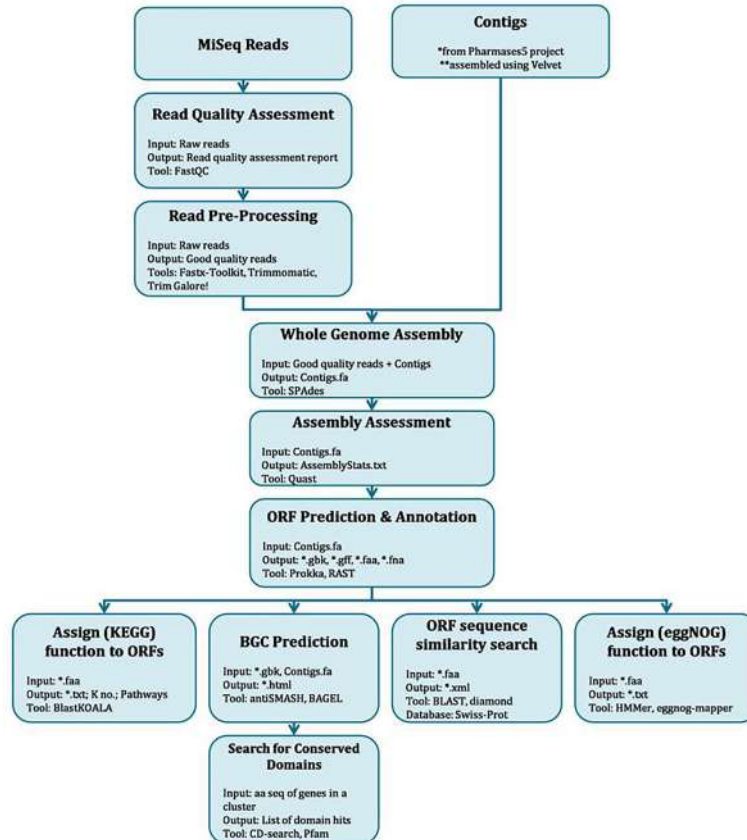 MiSeq Reads
Contigs
*from Pharmases5 project
**assembled using Velvet
Read Quality Assessment
Input: Raw reads
Output: Read quality assessment report
Tool: FastQC
Read Pre-Processing
Input: Raw reads
Output: Good quality reads
Tools: Fastx-Toolkit, Trimmomatic,
Trim Galore!
Whole Genome Assembly
Input: Good quality reads + Contigs
Output: Contigs.fa
Tool: SPAdes
Assembly Assessment
Input: Contigs.fa
Output: AssemblyStats.txt
Tool: Quast
ORF Prediction & Annotation
Input: Contigs.fa
Output: *.gbk, *.gff, *.faa, *.fna
Tool: Prokka, RAST
Assign (KEGG)
function to ORFs
Input: *.faa
Output: *.txt; K no.; Pathways
Tool: BlastKOALA
BGC Prediction
Input: *.gbk, Contigs.fa
Output: *.html
Tool: antiSMASH, BAGEL
ORF sequence
similarity search
Input: *.faa
Output: *.xml
Tool: BLAST, diamond
Database: Swiss-Prot
Assign (eggNOG)
function to ORFs
Input: *.faa
Output: *.txt
Tool: HMMer, eggnog-mapper
Search for Conserved
Domains
Input: aa seq of genes in a
cluster
Output: List of domain hits
Tool: CD-search, Pfam